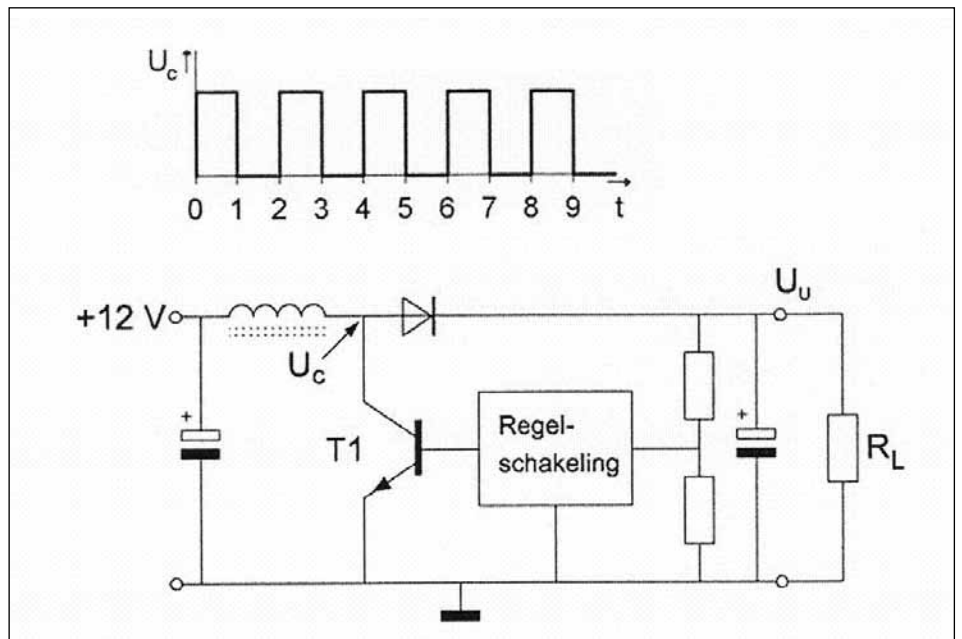 U_c ↑
0 1 2 3 4 5 6 7 8 9 t
U_u
+12 V
U_c
+
T1
Regel-
schakeling
+
R_L